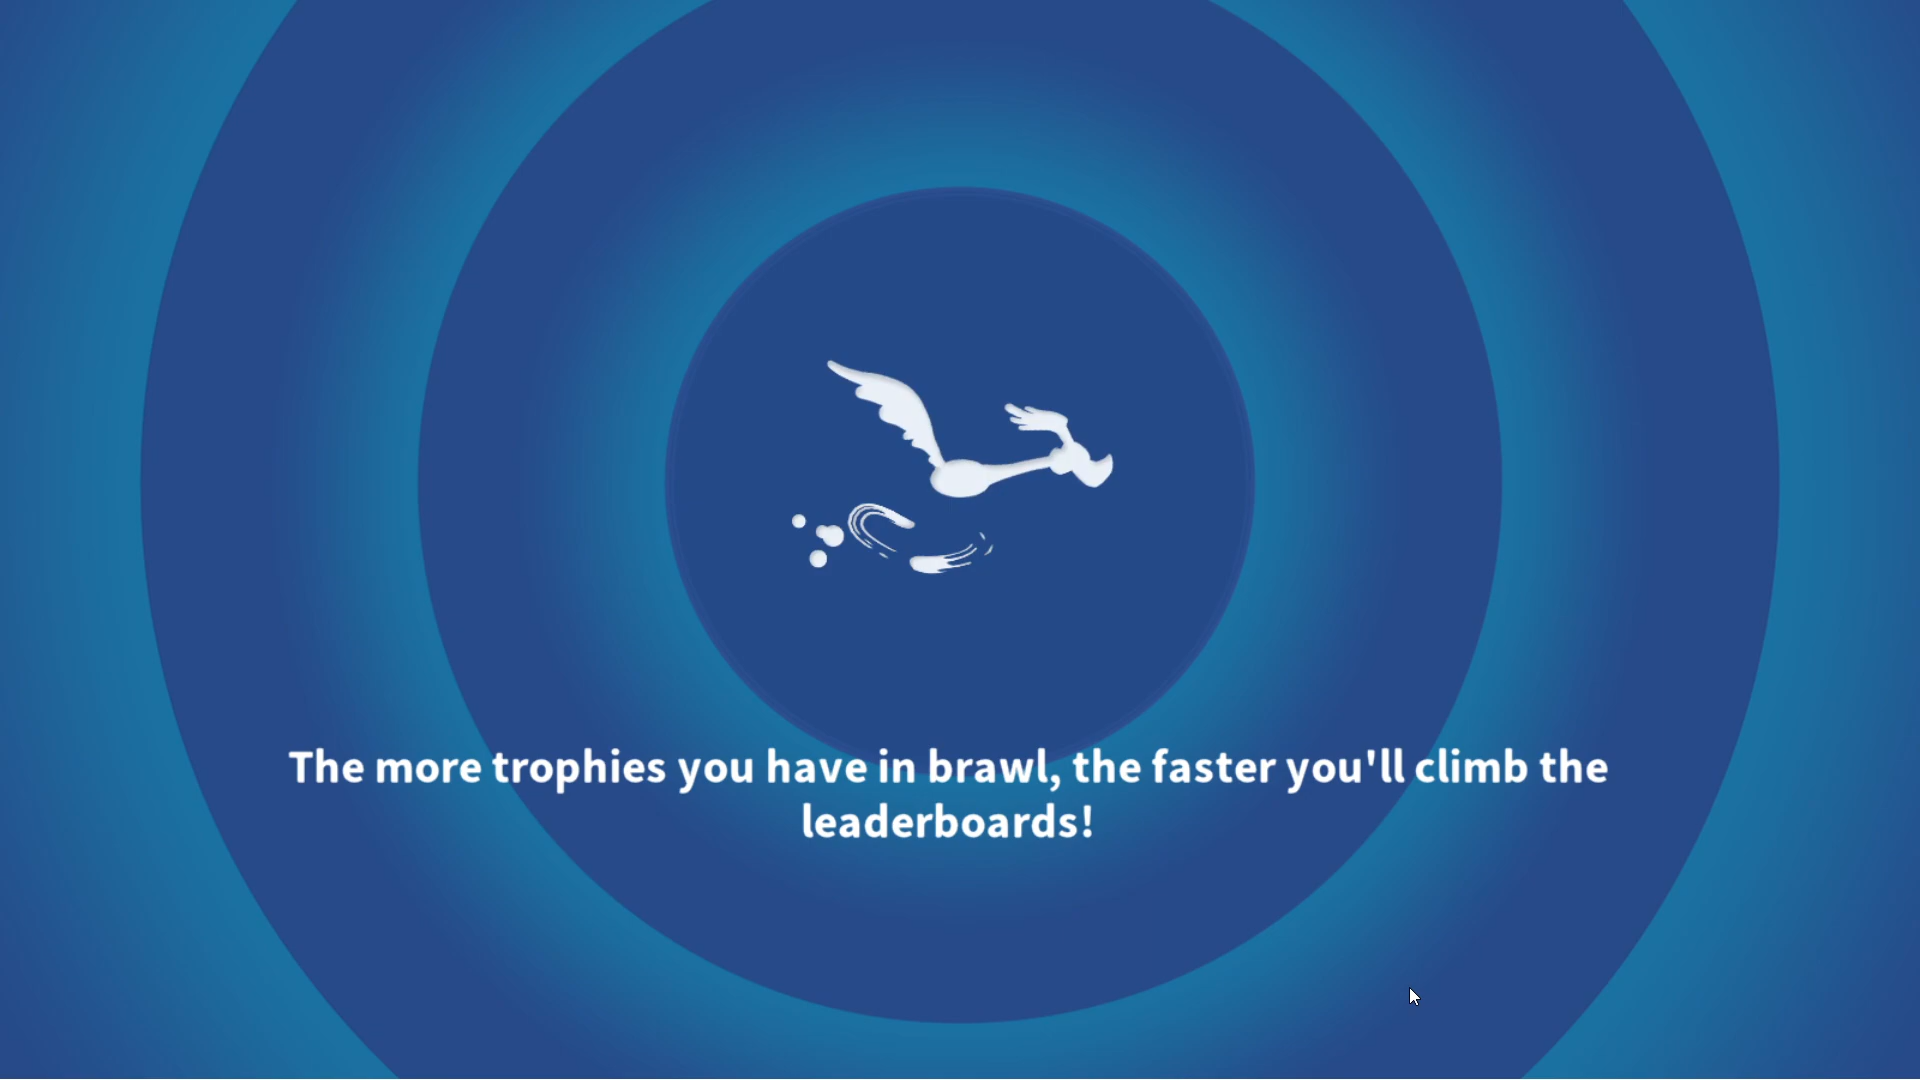 The more trophies you have in brawl, the faster you'll climb the
leaderboards!